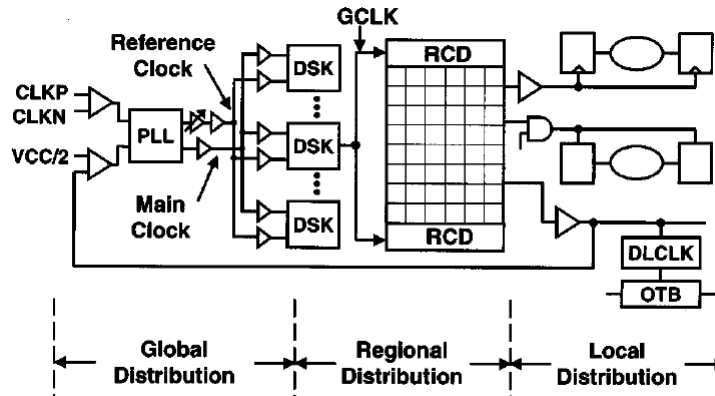 GCLK
Reference
Clock
DSK
RCD
CLKP
CLKN
PLL
DSK
VCC/2
Main
Clock
DSK
RCD
DLCLK
OTB
Global
Distribution
Regional
Distribution
Local
Distribution